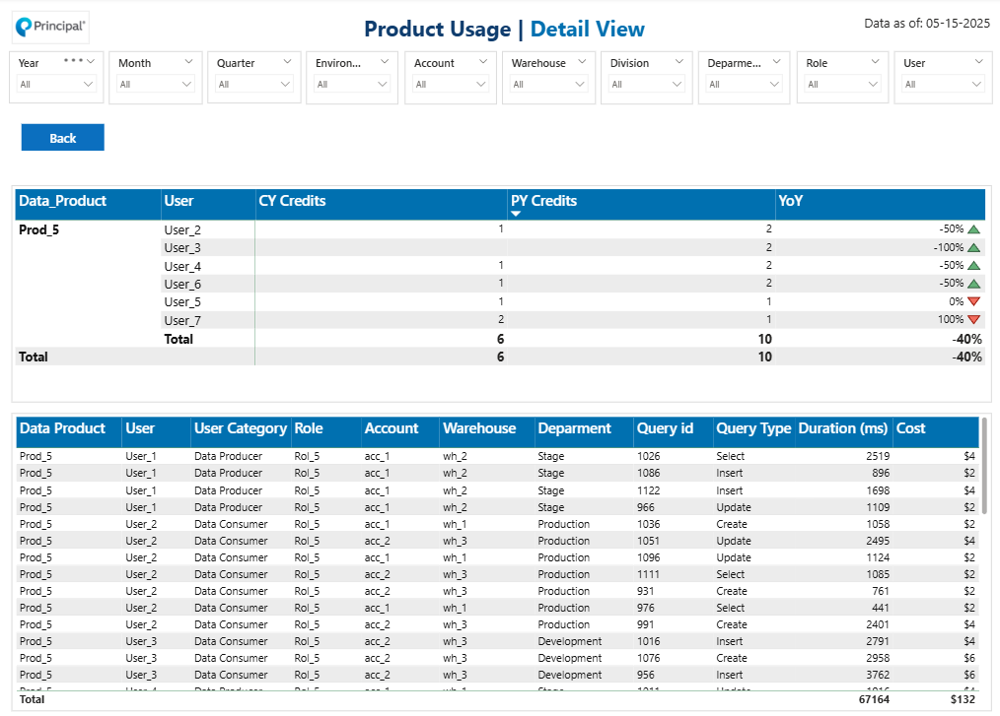 Principal®
Product Usage | Detail View
Data as of: 05-15-2025
Year Month Quarter Environ... Account Warehouse Division Deparme... Role User
All All All All All All All All All All
Back
Data_Product User CY Credits PY Credits YoY
Prod_5 User_2 1 2 -50%
User_3 2 -100%
User_4 1 2 -50%
User_6 1 2 -50%
User_5 1 1 0%
User_7 2 1 100%
Total 6 10 -40%
Total 6 10 -40%
Data Product User User Category Role Account Warehouse Deparment Query id Query Type Duration (ms) Cost
Prod_5 User_1 Data Producer Rol_5 acc_1 wh_2 Stage 1026 Select 2519 $4
Prod_5 User_1 Data Producer Rol_5 acc_1 wh_2 Stage 1086 Insert 896 $2
Prod_5 User_1 Data Producer Rol_5 acc_1 wh_2 Stage 1122 Insert 1698 $4
Prod_5 User_1 Data Producer Rol_5 acc_1 wh_2 Stage 966 Update 1109 $2
Prod_5 User_2 Data Consumer Rol_5 acc_1 wh_1 Production 1036 Create 1058 $2
Prod_5 User_2 Data Consumer Rol_5 acc_2 wh_3 Production 1051 Update 2495 $4
Prod_5 User_2 Data Consumer Rol_5 acc_1 wh_1 Production 1096 Update 1124 $2
Prod_5 User_2 Data Consumer Rol_5 acc_2 wh_3 Production 1111 Select 1085 $2
Prod_5 User_2 Data Consumer Rol_5 acc_2 wh_3 Production 931 Create 761 $2
Prod_5 User_2 Data Consumer Rol_5 acc_1 wh_1 Production 976 Select 441 $2
Prod_5 User_2 Data Consumer Rol_5 acc_2 wh_3 Production 991 Create 2401 $4
Prod_5 User_3 Data Consumer Rol_5 acc_2 wh_3 Development 1016 Insert 2791 $4
Prod_5 User_3 Data Consumer Rol_5 acc_2 wh_3 Development 1076 Create 2958 $6
Prod_5 User_3 Data Consumer Rol_5 acc_2 wh_3 Development 956 Insert 3762 $6
Total 67164 $132